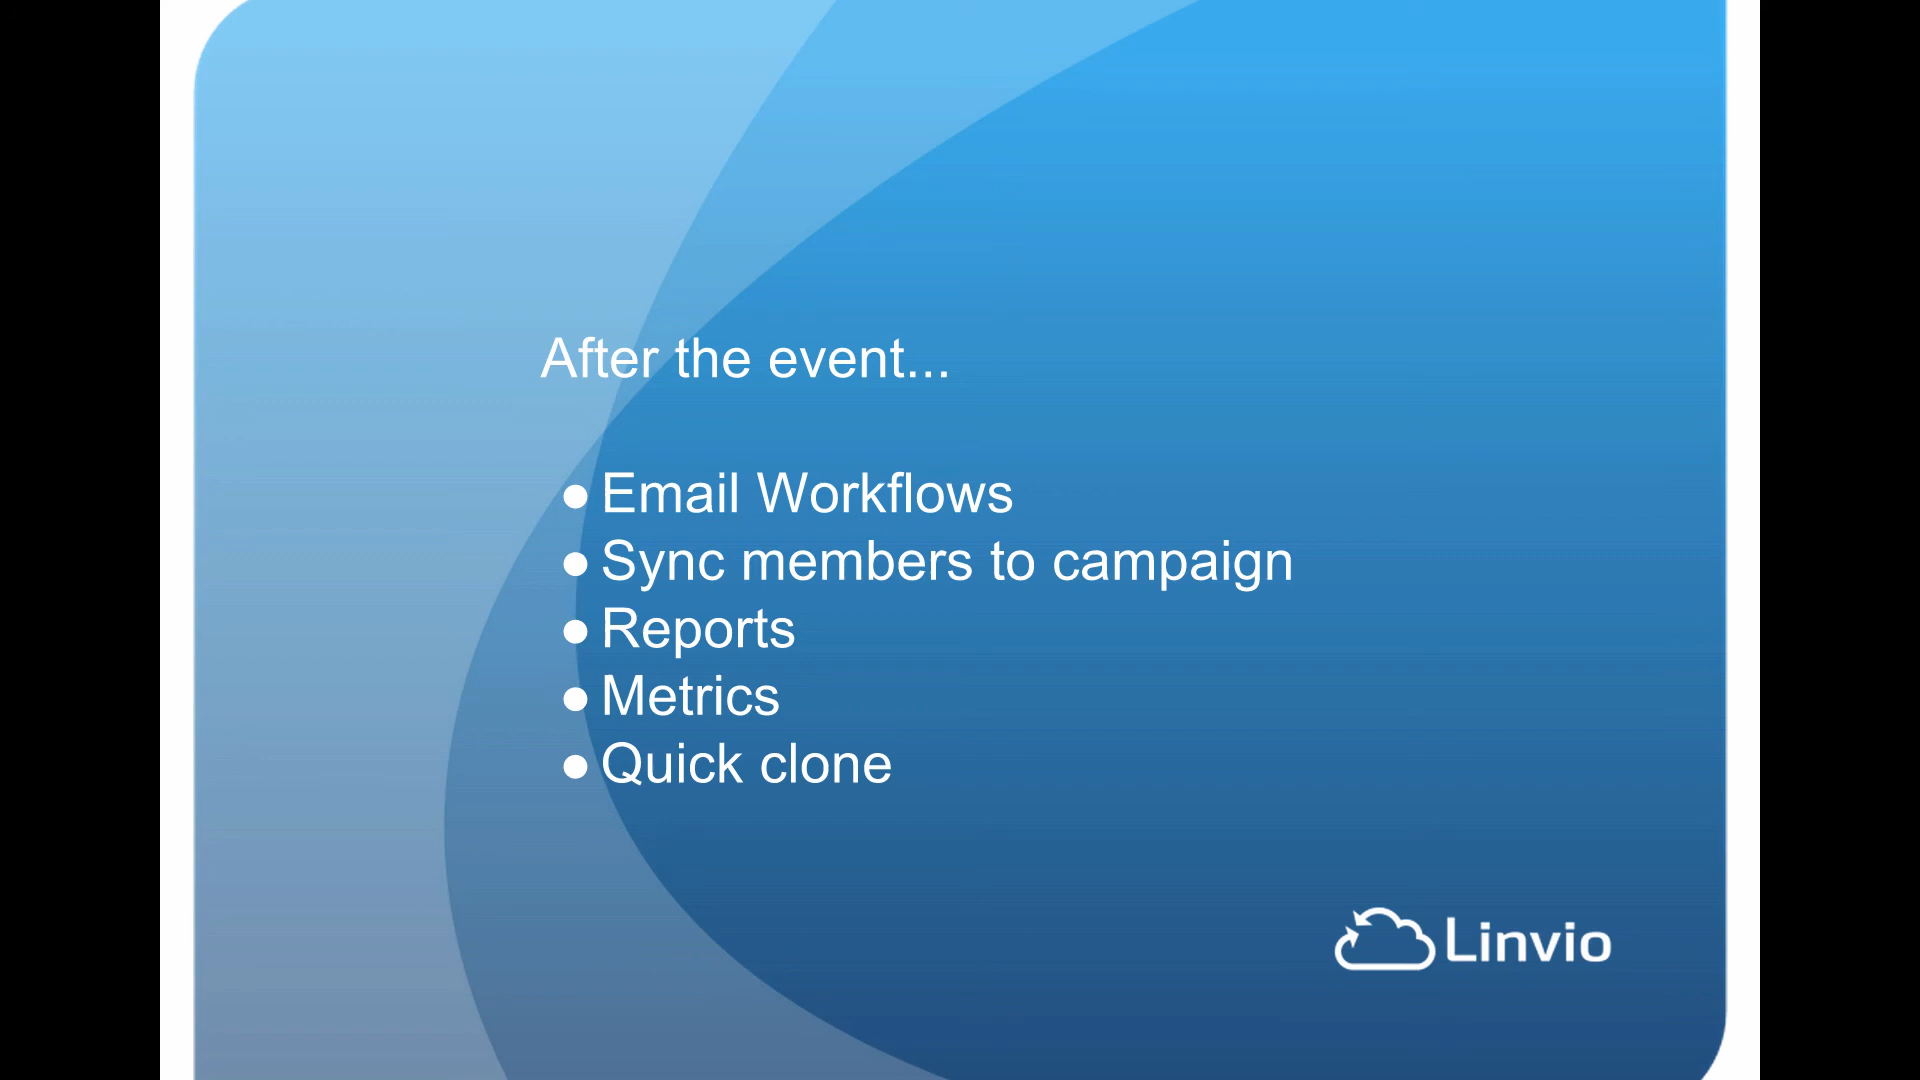 After the event...
● Email Workflows
● Sync members to campaign
● Reports
● Metrics
● Quick clone
Linvio